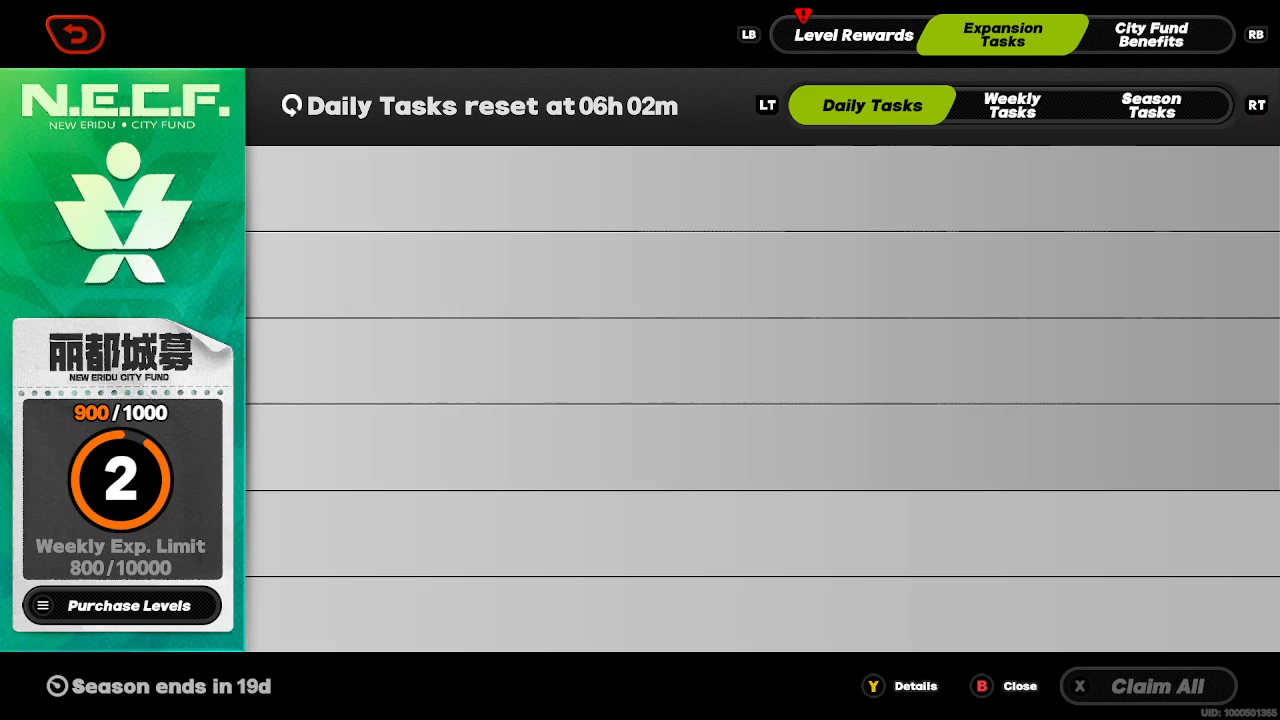 LB
Level Rewards
Expansion
Tasks
City Fund
Benefits
RB
N.E.C.F.
NEW ERIDU • CITY FUND
Daily Tasks reset at 06h 02m
LT
Daily Tasks
Weekly
Tasks
Season
Tasks
RT
丽都城募
NEW ERIDU CITY FUND
900 / 1000
2
Weekly Exp. Limit
800 / 10000
Purchase Levels
Season ends in 19d
Y Details
B Close
X Claim All
UID: 1000501365